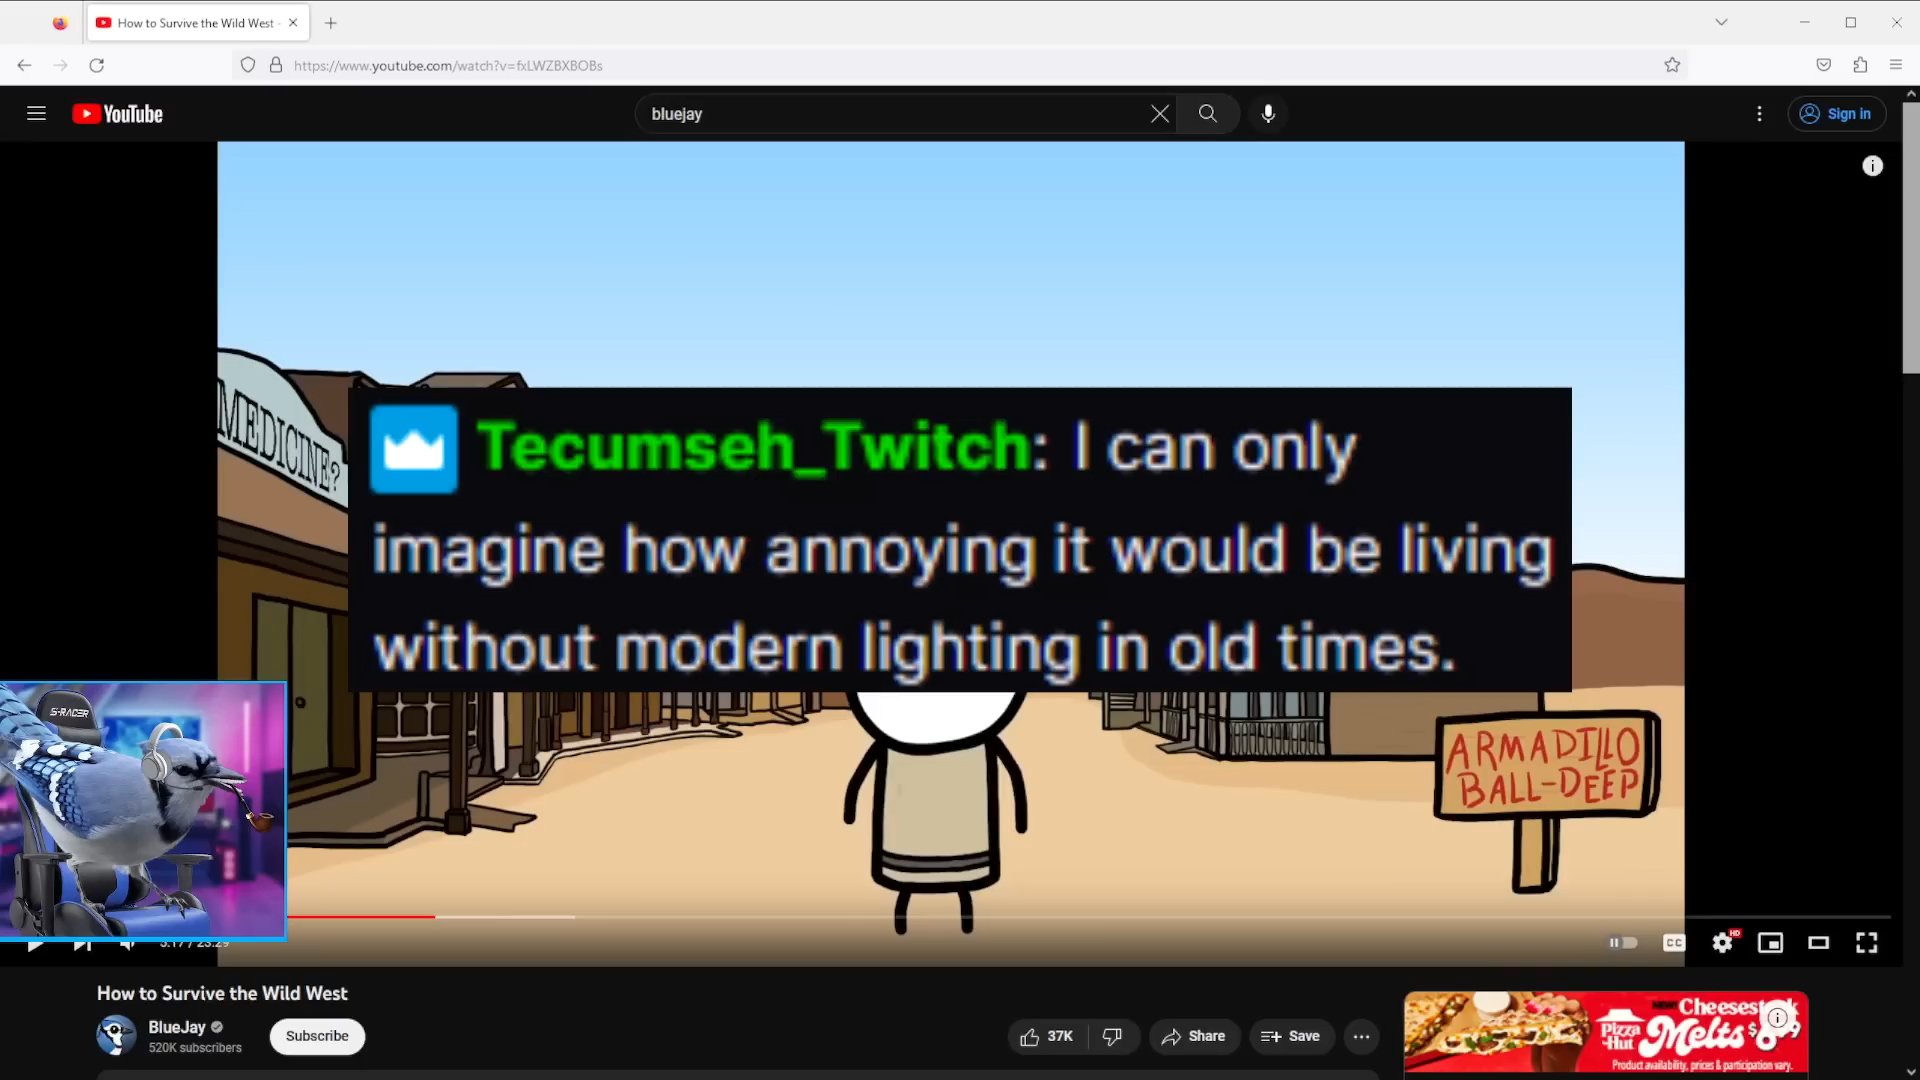 How to Survive the Wild West
https://www.youtube.com/watch?v=fxLWZBXBOBs
YouTube
bluejay
Sign in
MEDICINE?
Tecumseh_Twitch: I can only
imagine how annoying it would be living
without modern lighting in old times.
S-RACER
ARMADILLO
BALL-DEEP
CC
HD
How to Survive the Wild West
BlueJay
520K subscribers
Subscribe
37K
Share
Save
Pizza
Hut
Melts
Product availability, prices & participation vary.